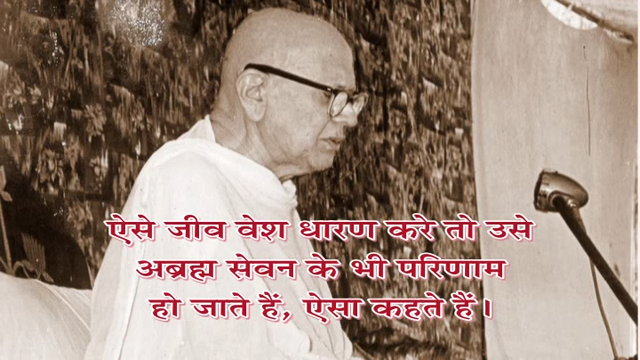 ऐसे जीव वेश धारण करे तो उसे
अब्रह्म सेवन के भी परिणाम
हो जाते हैं, ऐसा कहते हैं।